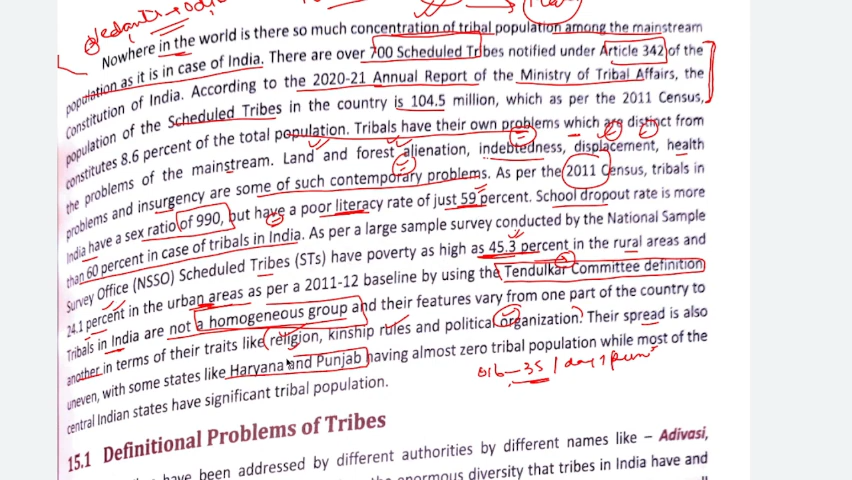 Nowhere in the world is there so much concentration of tribal population among the mainstream
population as it is in case of India. There are over 700 Scheduled Tribes notified under Article 342 of the
Constitution of India. According to the 2020-21 Annual Report of the Ministry of Tribal Affairs, the
population of the Scheduled Tribes in the country is 104.5 million, which as per the 2011 Census,
constitutes 8.6 percent of the total population. Tribals have their own problems which are distinct from
the problems of the mainstream. Land and forest alienation, indebtedness, displacement, health
problems and insurgency are some of such contemporary problems. As per the 2011 Census, tribals in
India have a sex ratio of 990, but have a poor literacy rate of just 59 percent. School dropout rate is more
than 60 percent in case of tribals in India. As per a large sample survey conducted by the National Sample
Survey Office (NSSO) Scheduled Tribes (STs) have poverty as high as 45.3 percent in the rural areas and
24.1 percent in the urban areas as per a 2011-12 baseline by using the Tendulkar Committee definition
Tribals in India are not a homogeneous group and their features vary from one part of the country to
another in terms of their traits like religion, kinship rules and political organization. Their spread is also
uneven, with some states like Haryana and Punjab having almost zero tribal population while most of the
central Indian states have significant tribal population.
15.1 Definitional Problems of Tribes
have been addressed by different authorities by different names like – Adivasi,
enormous diversity that tribes in India have and